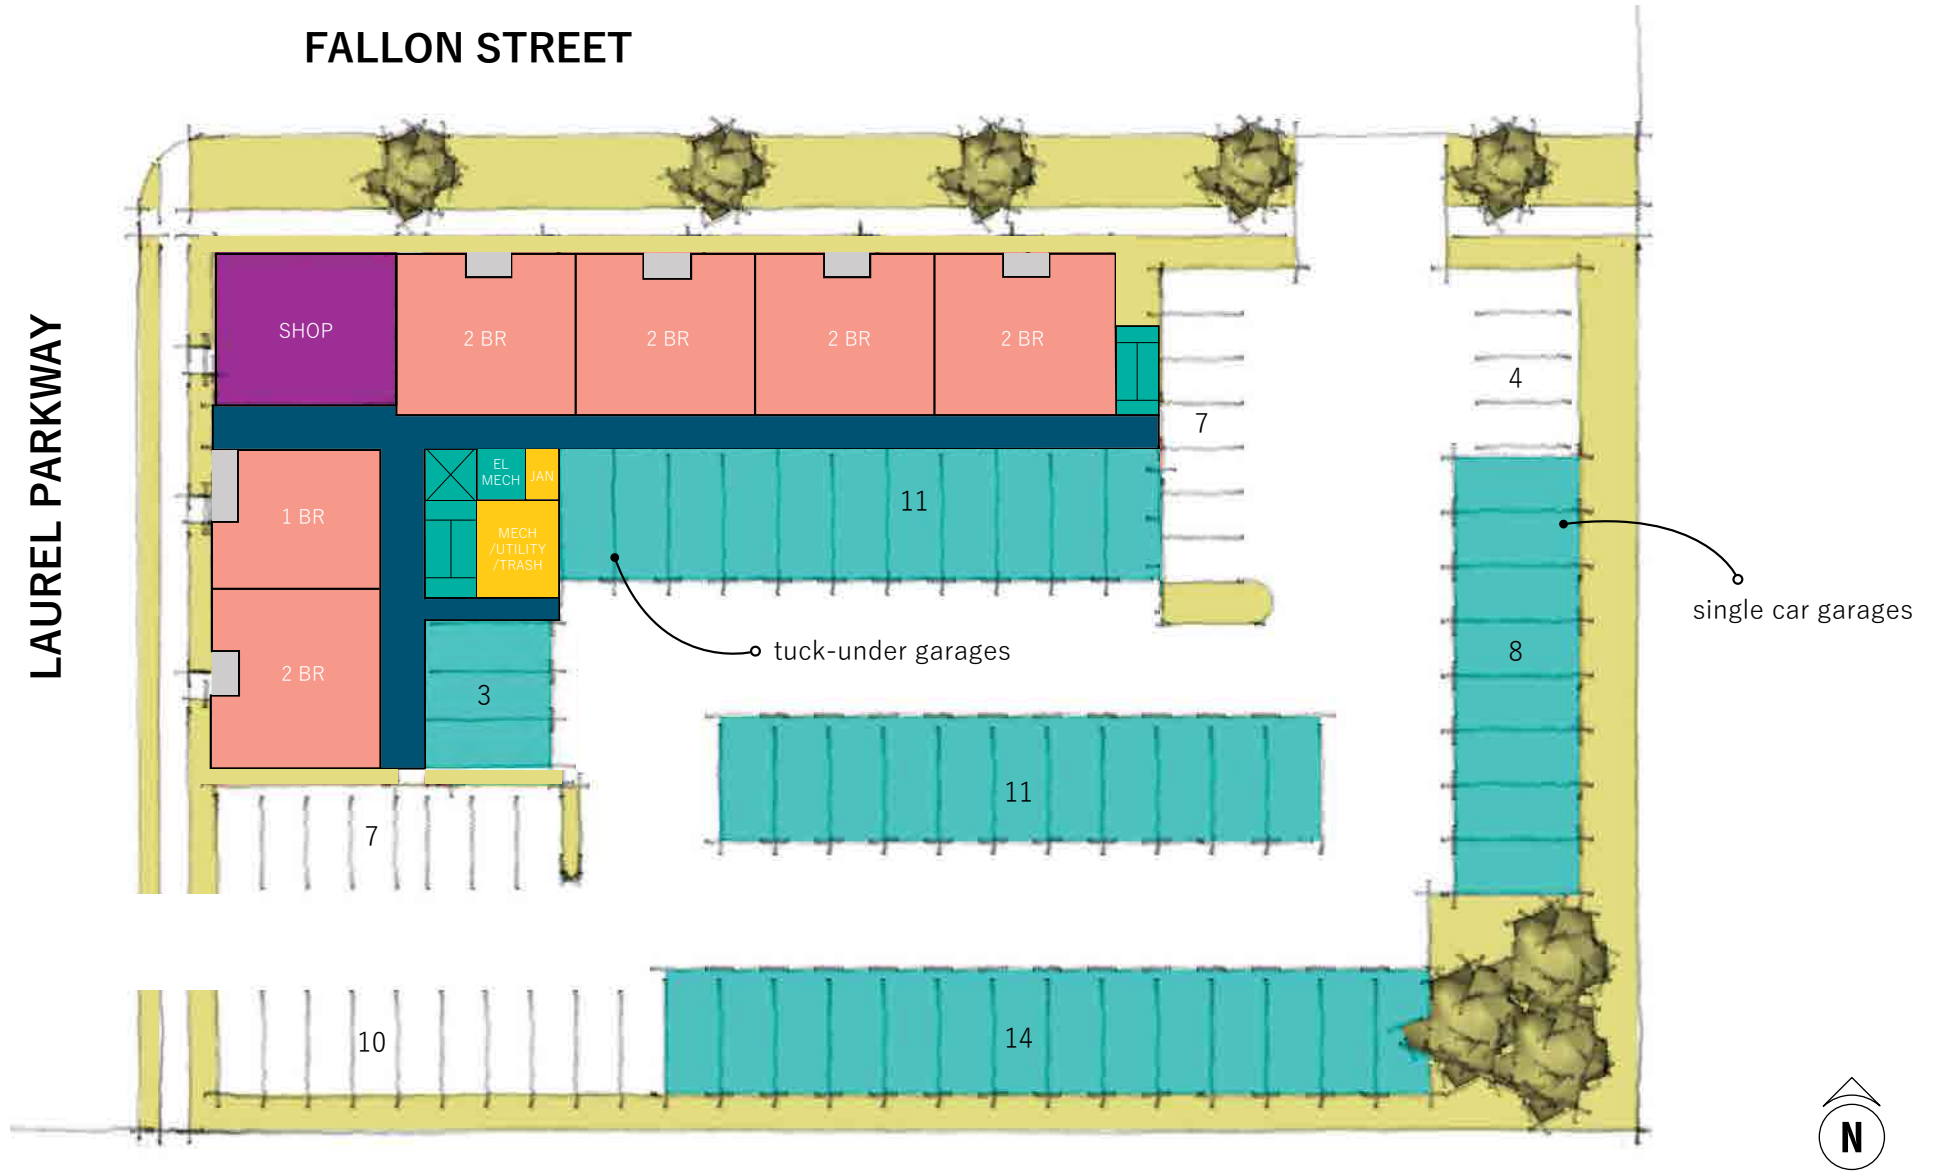 FALLON STREET
LAUREL PARKWAY
SHOP
2 BR
2 BR
2 BR
2 BR
4
7
EL
MECH
JAN
11
1 BR
MECH
/UTILITY
/TRASH
single car garages
tuck-under garages
8
2 BR
3
11
7
10
14
N